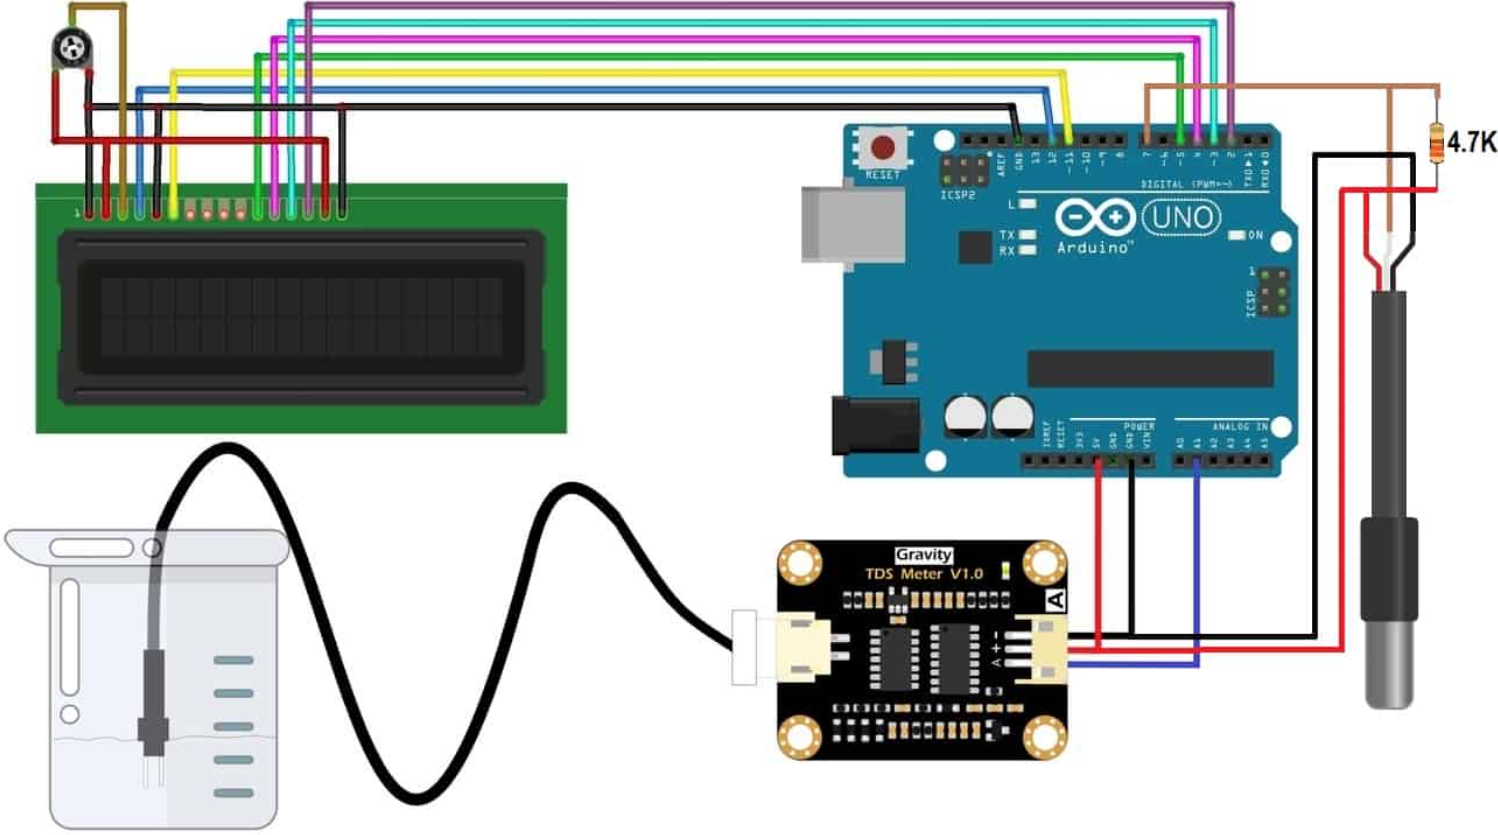 4.7K
1
RESET
ICSP2
AREF
GND
13
12
~11
~10
~9
8
7
~6
~5
4
~3
2
TXD▶1
RXD◀0
DIGITAL (PWM=~)
L
TX
RX
UNO
Arduino™
ON
1
ICSP
IOREF
RESET
3V3
5V
GND
GND
VIN
POWER
ANALOG IN
A0
A1
A2
A3
A4
A5
Gravity
TDS Meter V1.0
A
A + -